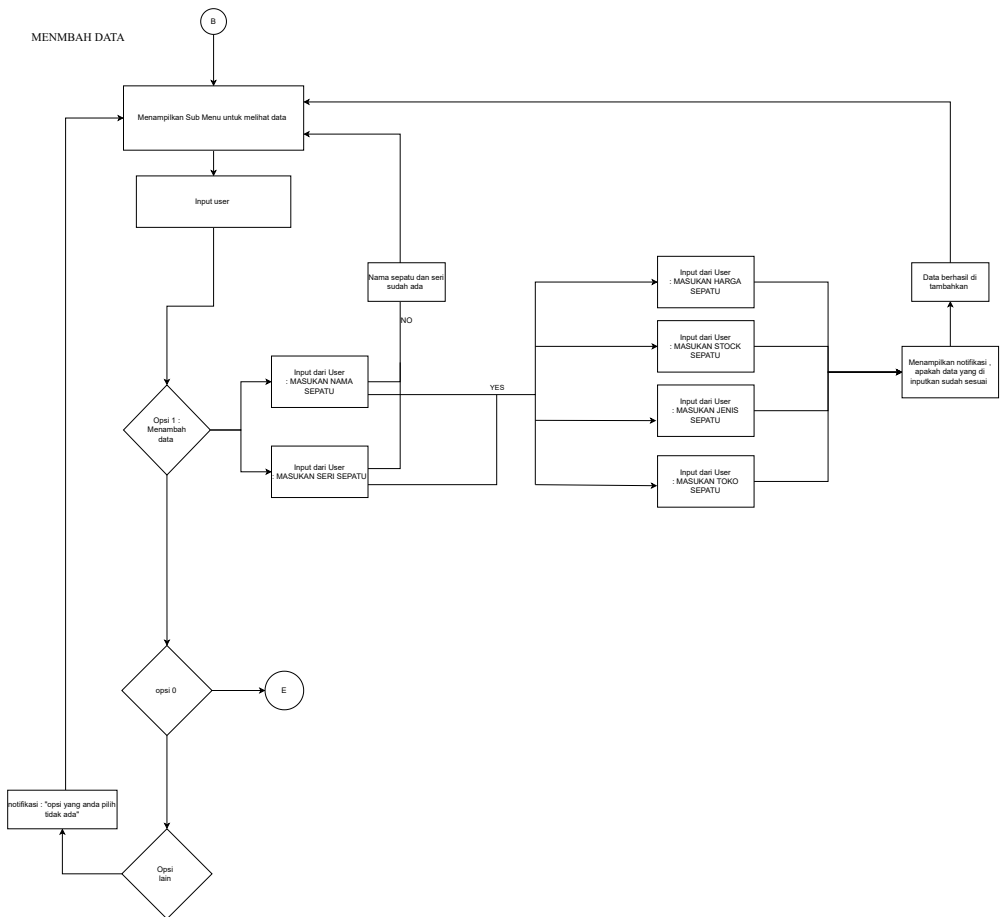 B
MENMBAH DATA
Menampilkan Sub Menu untuk melihat data
Input user
Nama sepatu dan seri
sudah ada
NO
Input dari User
: MASUKAN HARGA
SEPATU
Data berhasil di
tambahkan
Input dari User
: MASUKAN STOCK
SEPATU
Menampilkan notifikasi ,
apakah data yang di
inputkan sudah sesuai
Input dari User
: MASUKAN NAMA
SEPATU
YES
Input dari User
: MASUKAN JENIS
SEPATU
Opsi 1 :
Menambah
data
Input dari User
: MASUKAN SERI SEPATU
Input dari User
: MASUKAN TOKO
SEPATU
opsi 0
E
notifikasi : "opsi yang anda pilih
tidak ada"
Opsi
lain